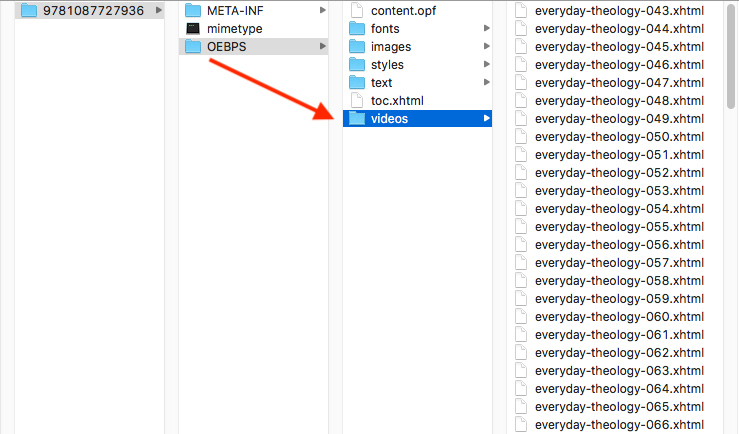 9781087727936
META-INF
mimetype
OEBPS
content.opf
fonts
images
styles
text
toc.xhtml
videos
everyday-theology-043.xhtml
everyday-theology-044.xhtml
everyday-theology-045.xhtml
everyday-theology-046.xhtml
everyday-theology-047.xhtml
everyday-theology-048.xhtml
everyday-theology-049.xhtml
everyday-theology-050.xhtml
everyday-theology-051.xhtml
everyday-theology-052.xhtml
everyday-theology-053.xhtml
everyday-theology-054.xhtml
everyday-theology-055.xhtml
everyday-theology-056.xhtml
everyday-theology-057.xhtml
everyday-theology-058.xhtml
everyday-theology-059.xhtml
everyday-theology-060.xhtml
everyday-theology-061.xhtml
everyday-theology-062.xhtml
everyday-theology-063.xhtml
everyday-theology-064.xhtml
everyday-theology-065.xhtml
everyday-theology-066.xhtml